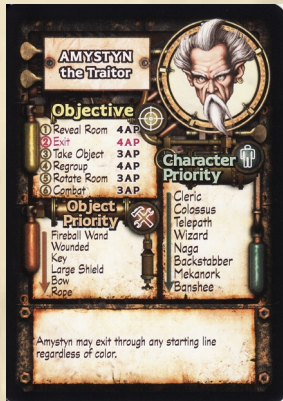 AMYSTYN
the Traitor
Objective
1 Reveal Room 4AP
2 Exit 4AP
3 Take Object 3AP
4 Regroup 4AP
5 Rotate Room 3AP
6 Combat 3AP
Character
Priority
Cleric
Colossus
Telepath
Wizard
Naga
Backstabber
Mekanork
Banshee
Object
Priority
Fireball Wand
Wounded
Key
Large Shield
Bow
Rope
Amystyn may exit through any starting line
regardless of color.